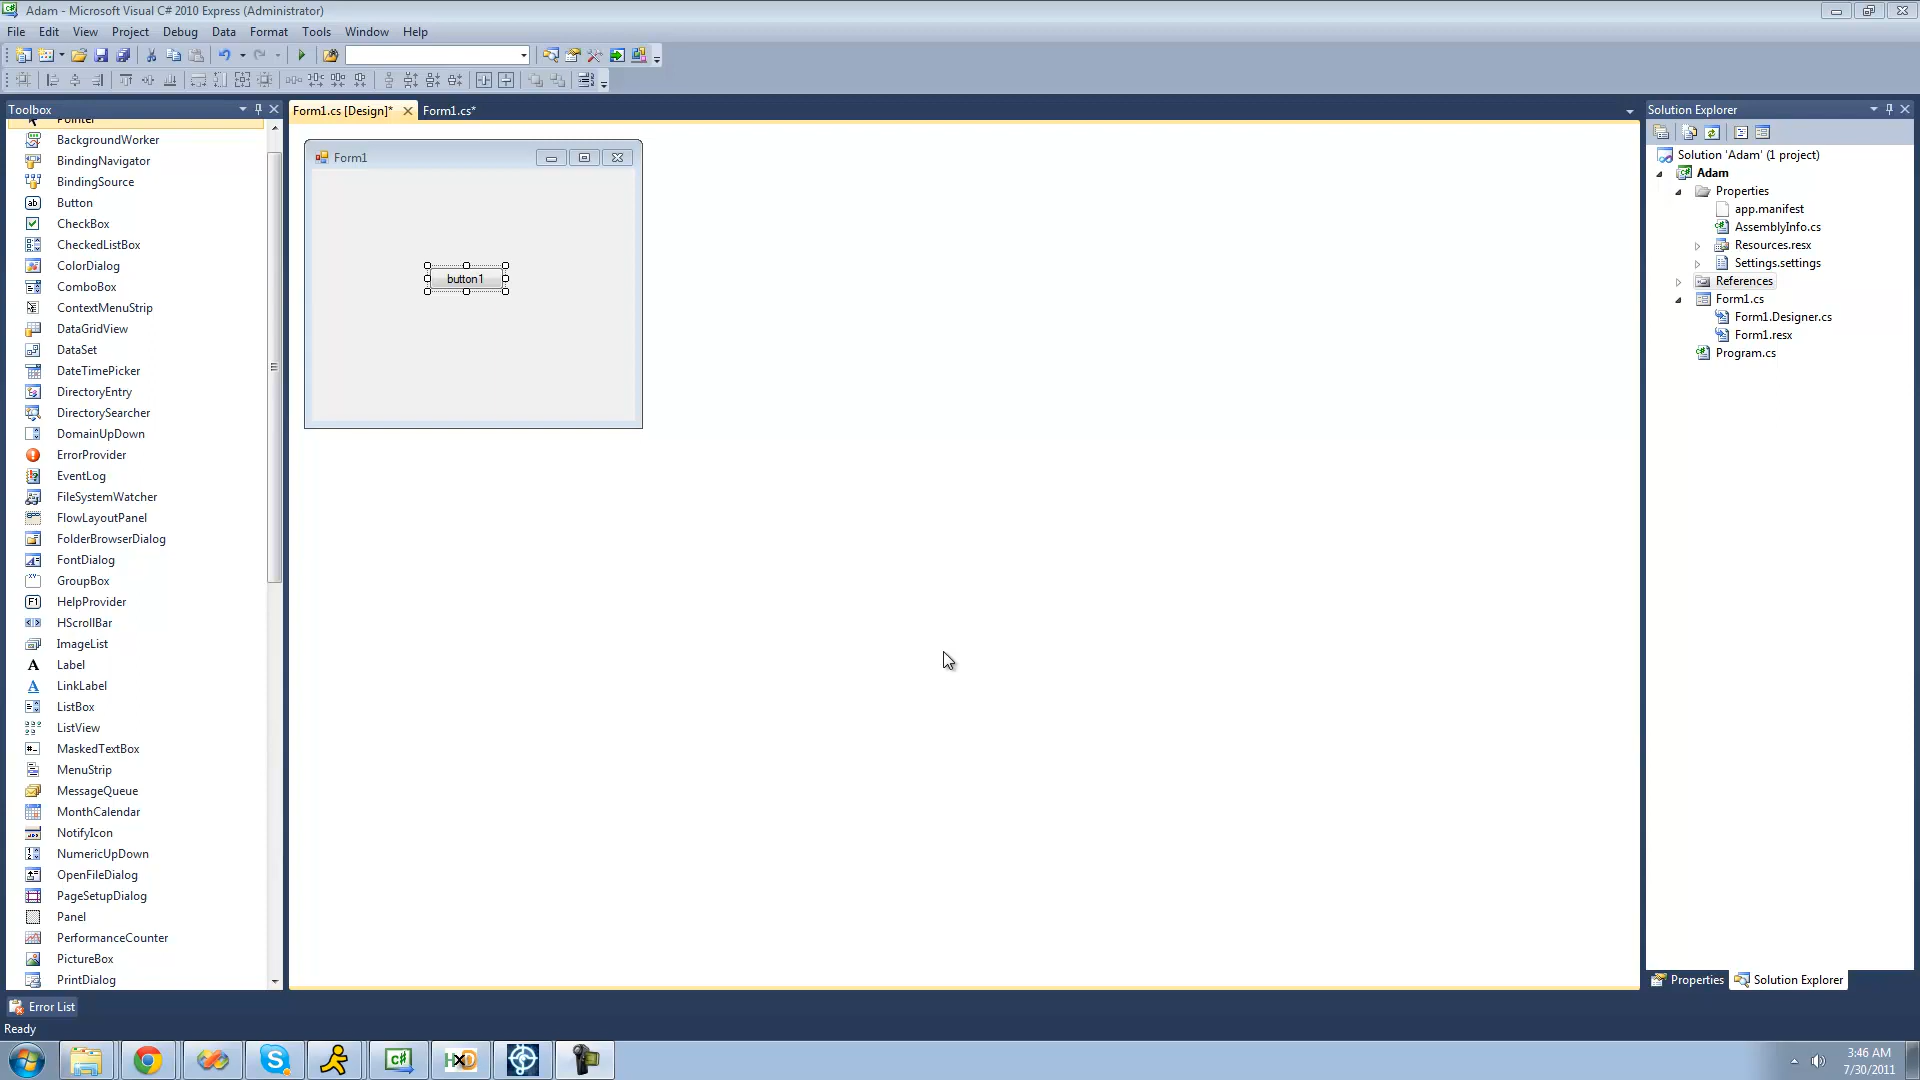 Adam - Microsoft Visual C# 2010 Express (Administrator)
File Edit View Project Debug Data Format Tools Window Help
Toolbox
Form1.cs [Design]*
Form1.cs*
Solution Explorer
Pointer
BackgroundWorker
BindingNavigator
BindingSource
Button
CheckBox
CheckedListBox
ColorDialog
ComboBox
ContextMenuStrip
DataGridView
DataSet
DateTimePicker
DirectoryEntry
DirectorySearcher
DomainUpDown
ErrorProvider
EventLog
FileSystemWatcher
FlowLayoutPanel
FolderBrowserDialog
FontDialog
GroupBox
HelpProvider
HScrollBar
ImageList
Label
LinkLabel
ListBox
ListView
MaskedTextBox
MenuStrip
MessageQueue
MonthCalendar
NotifyIcon
NumericUpDown
OpenFileDialog
PageSetupDialog
Panel
PerformanceCounter
PictureBox
PrintDialog
Form1
button1
Solution 'Adam' (1 project)
Adam
Properties
app.manifest
AssemblyInfo.cs
Resources.resx
Settings.settings
References
Form1.cs
Form1.Designer.cs
Form1.resx
Program.cs
Properties
Solution Explorer
Error List
Ready
3:46 AM
7/30/2011